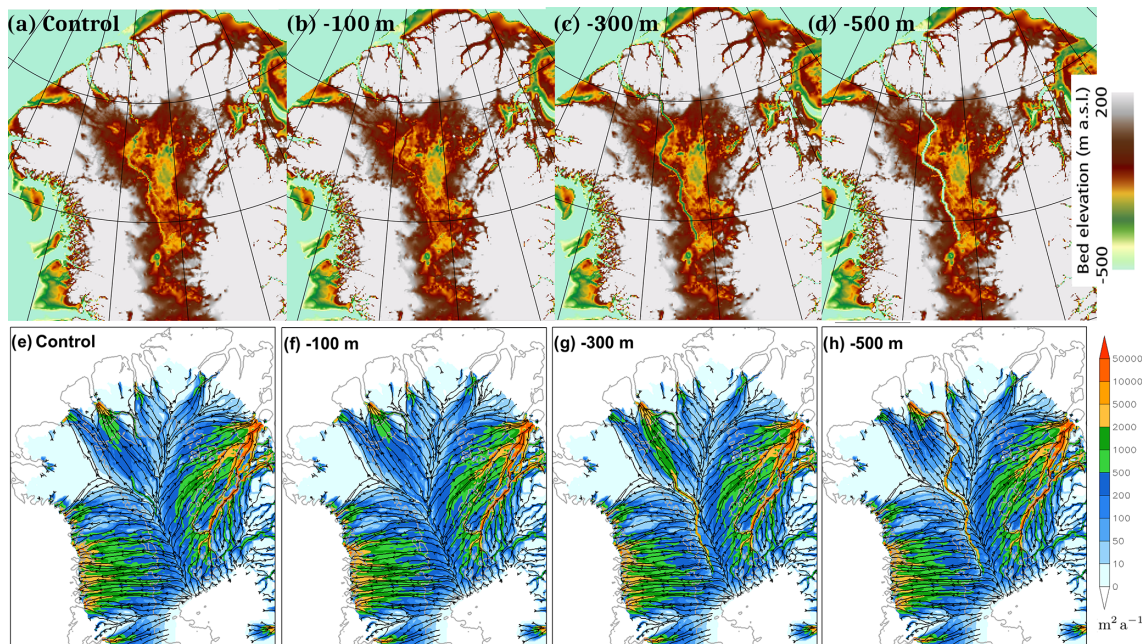 (a) Control
(b) -100 m
(c) -300 m
(d) -500 m
Bed elevation (m a.s.l.)
200
-500
(e) Control
(f) -100 m
(g) -300 m
(h) -500 m
50000
10000
5000
2000
1000
500
200
100
50
10
0
m² a⁻¹